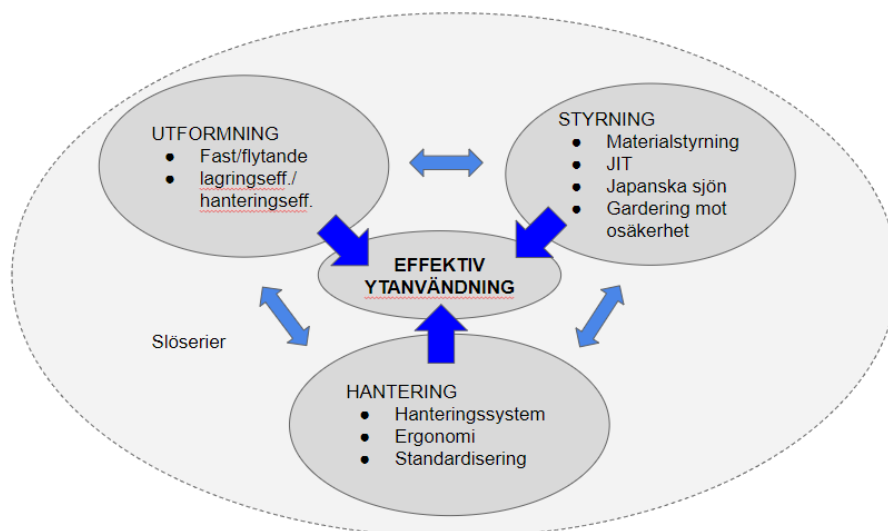 UTFORMNING
● Fast/flytande
● lagringseff./
hanteringseff.
STYRNING
● Materialstyrning
● JIT
● Japanska sjön
● Gardering mot
osäkerhet
EFFEKTIV
YTANVÄNDNING
Slöserier
HANTERING
● Hanteringssystem
● Ergonomi
● Standardisering